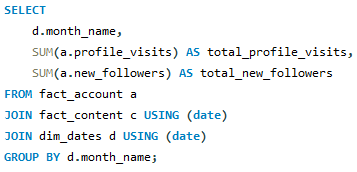 SELECT
d.month_name,
SUM(a.profile_visits) AS total_profile_visits,
SUM(a.new_followers) AS total_new_followers
FROM fact_account a
JOIN fact_content c USING (date)
JOIN dim_dates d USING (date)
GROUP BY d.month_name;